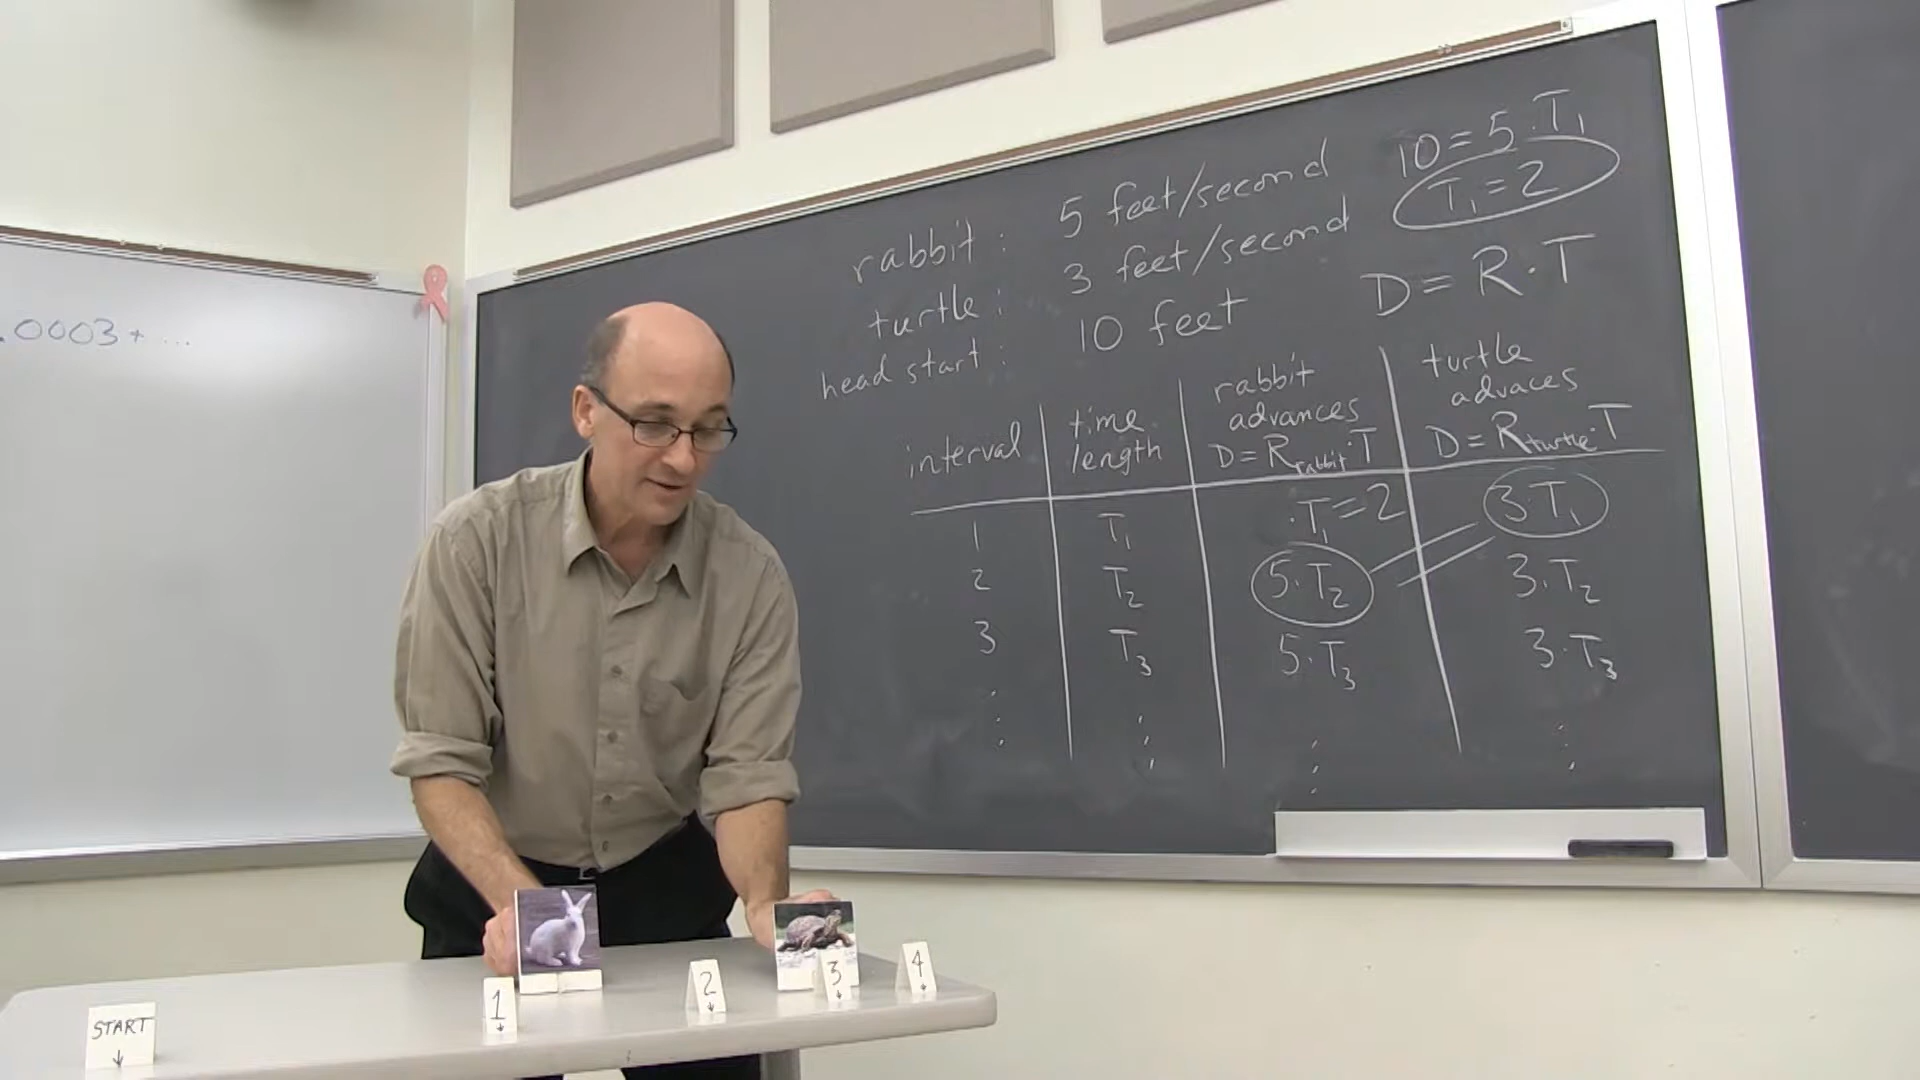 .0003+ ...
10 = 5 · T₁
T₁ = 2
rabbit : 5 feet/second
turtle : 3 feet/second
head start : 10 feet
D = R · T
interval | time length | rabbit advances D = R rabbit · T | turtle advaces D = R turtle · T
1 | T₁ | · T₁ = 2 | 3 · T₁
2 | T₂ | 5 · T₂ | 3 · T₂
3 | T₃ | 5 · T₃ | 3 · T₃
START
1
2
3
4